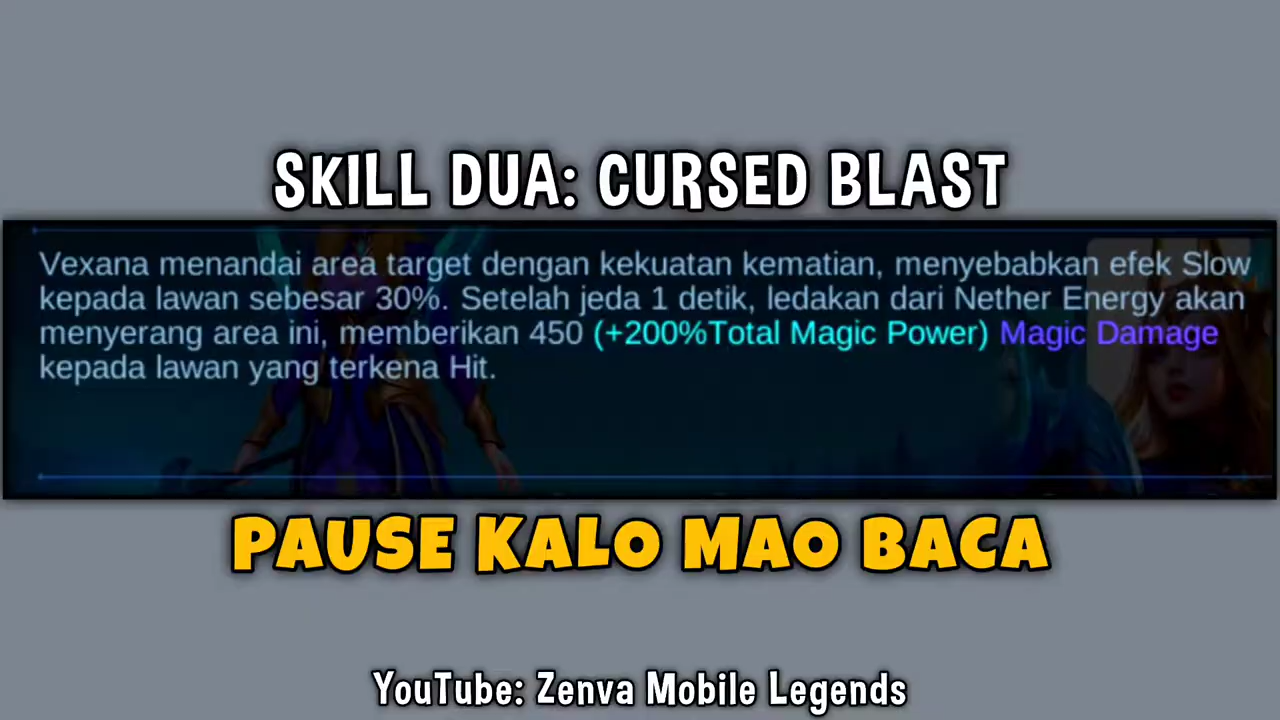 SKILL DUA: CURSED BLAST
Vexana menandai area target dengan kekuatan kematian, menyebabkan efek Slow
kepada lawan sebesar 30%. Setelah jeda 1 detik, ledakan dari Nether Energy akan
menyerang area ini, memberikan 450 (+200%Total Magic Power) Magic Damage
kepada lawan yang terkena Hit.
PAUSE KALO MAO BACA
YouTube: Zenva Mobile Legends